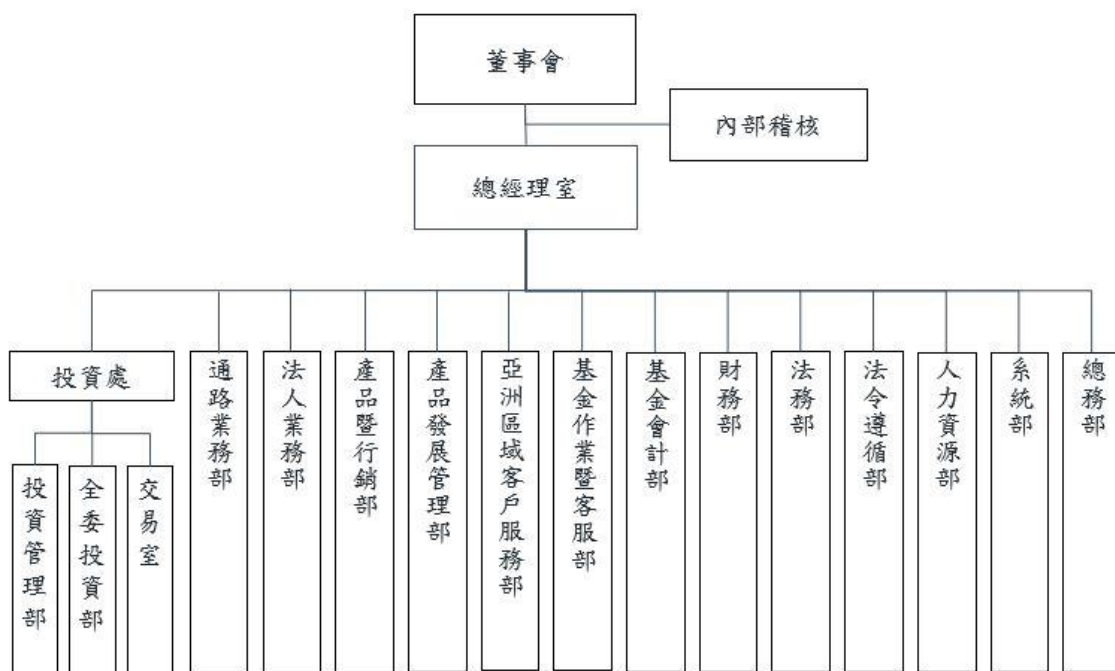 董事會
內部稽核
總經理室
投資處
投資管理部
全委投資部
交易室
通路業務部
法人業務部
產品暨行銷部
產品發展管理部
亞洲區域客戶服務部
基金作業暨客服部
基金會計部
財務部
法務部
法令遵循部
人力資源部
系統部
總務部